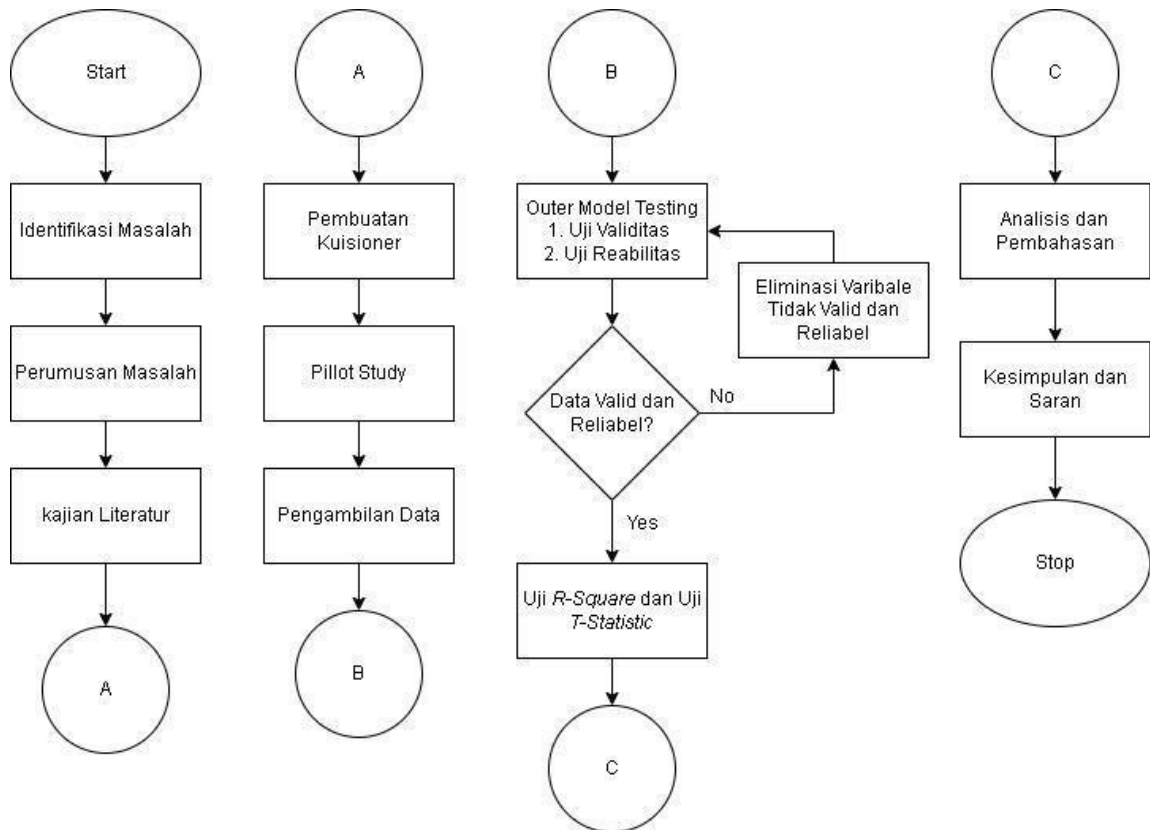 Start
Identifikasi Masalah
Perumusan Masalah
kajian Literatur
A
A
Pembuatan
Kuisioner
Pillot Study
Pengambilan Data
B
B
Outer Model Testing
1. Uji Validitas
2. Uji Reabilitas
Eliminasi Varibale
Tidak Valid dan
Reliabel
Data Valid dan
Reliabel?
No
Yes
Uji R-Square dan Uji
T-Statistic
C
C
Analisis dan
Pembahasan
Kesimpulan dan
Saran
Stop